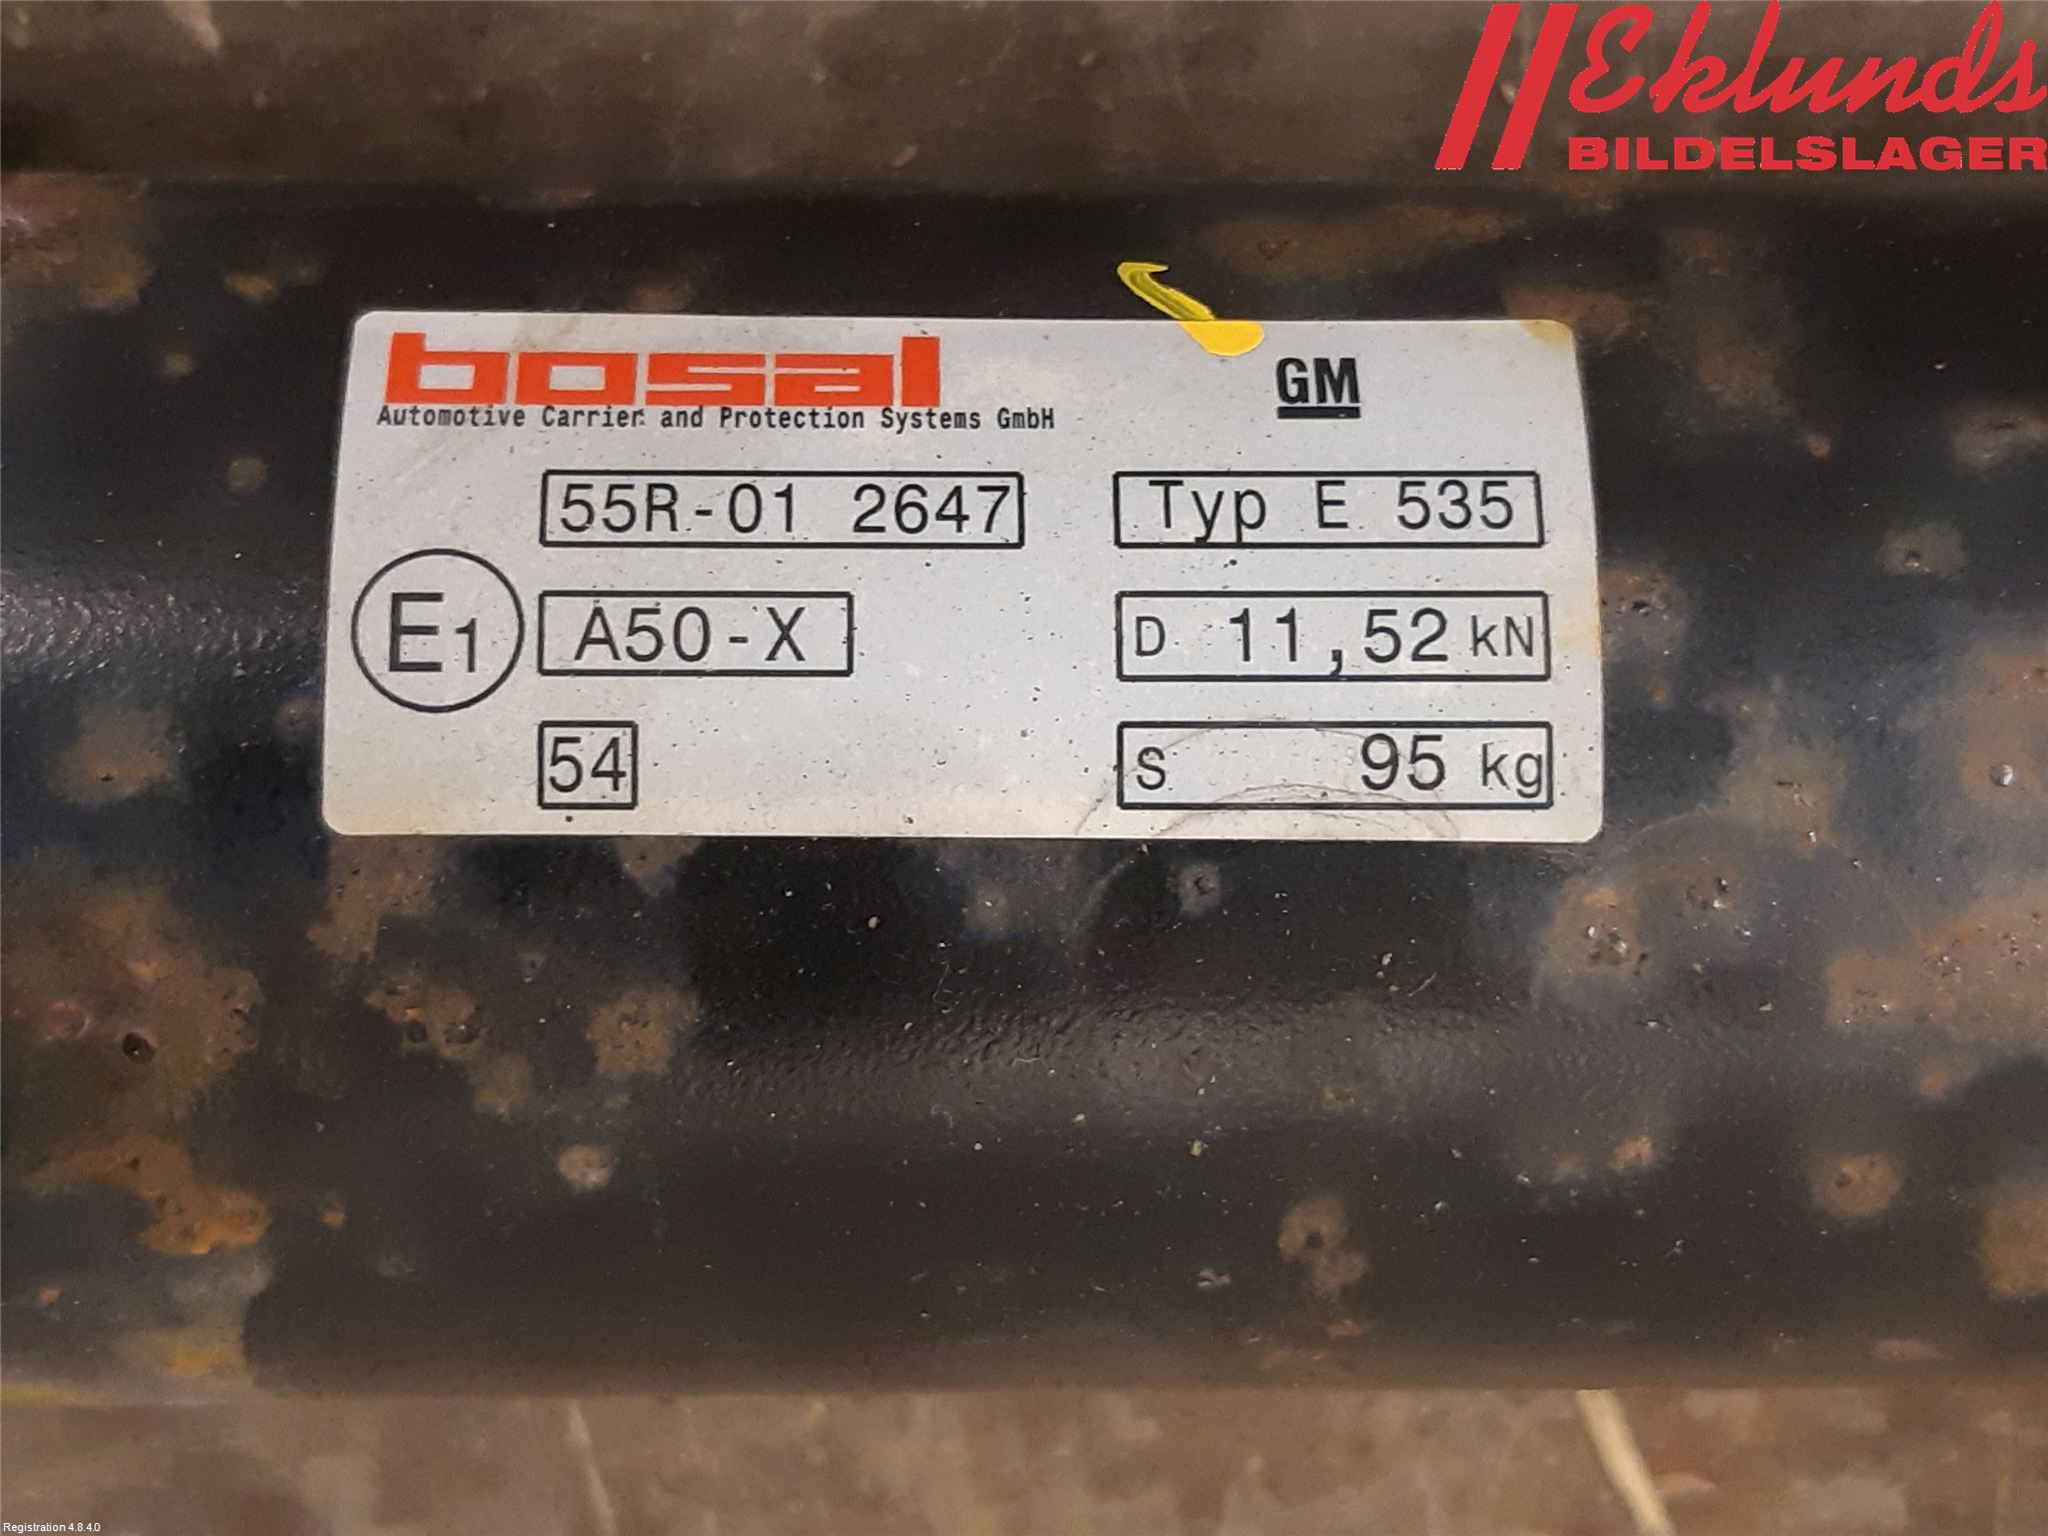 Eklunds
BILDELSLAGER
bosal
Automotive Carrier and Protection Systems GmbH
GM
55R-01 2647
Typ E 535
E1
A50-X
D 11,52 kN
54
S 95 kg
Registration 4.8.4.0